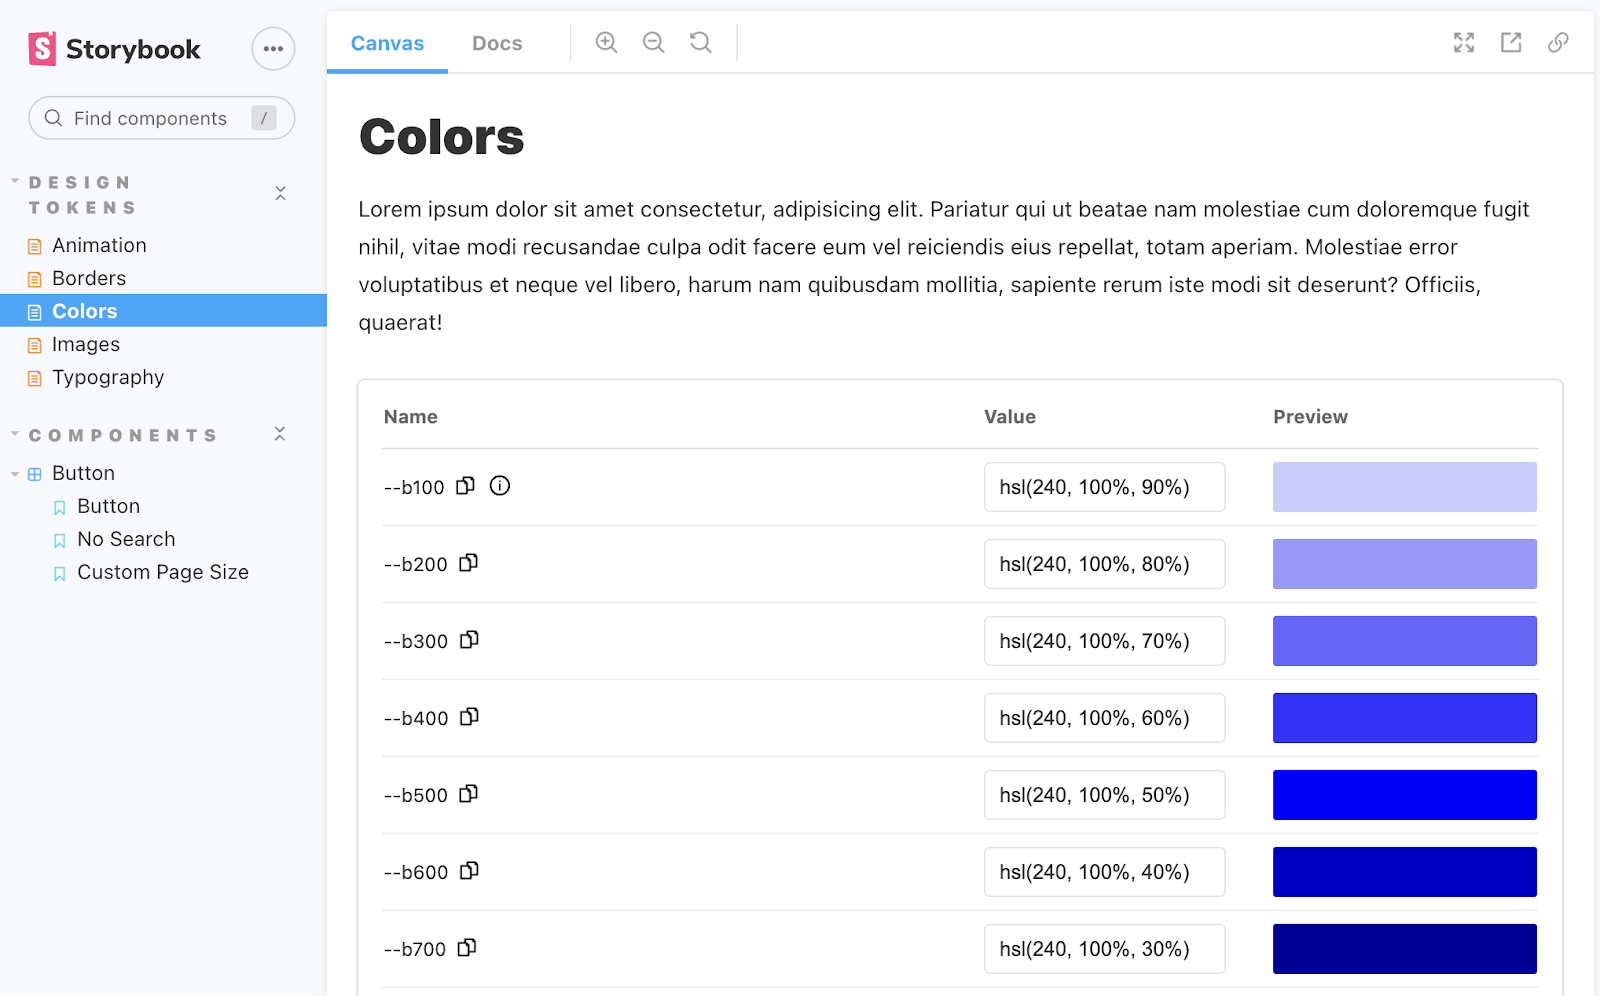 Storybook
Find components /
DESIGN
TOKENS
Animation
Borders
Colors
Images
Typography
COMPONENTS
Button
Button
No Search
Custom Page Size
Canvas Docs
Colors
Lorem ipsum dolor sit amet consectetur, adipisicing elit. Pariatur qui ut beatae nam molestiae cum doloremque fugit
nihil, vitae modi recusandae culpa odit facere eum vel reiciendis eius repellat, totam aperiam. Molestiae error
voluptatibus et neque vel libero, harum nam quibusdam mollitia, sapiente rerum iste modi sit deserunt? Officiis,
quaerat!
Name Value Preview
--b100 hsl(240, 100%, 90%)
--b200 hsl(240, 100%, 80%)
--b300 hsl(240, 100%, 70%)
--b400 hsl(240, 100%, 60%)
--b500 hsl(240, 100%, 50%)
--b600 hsl(240, 100%, 40%)
--b700 hsl(240, 100%, 30%)